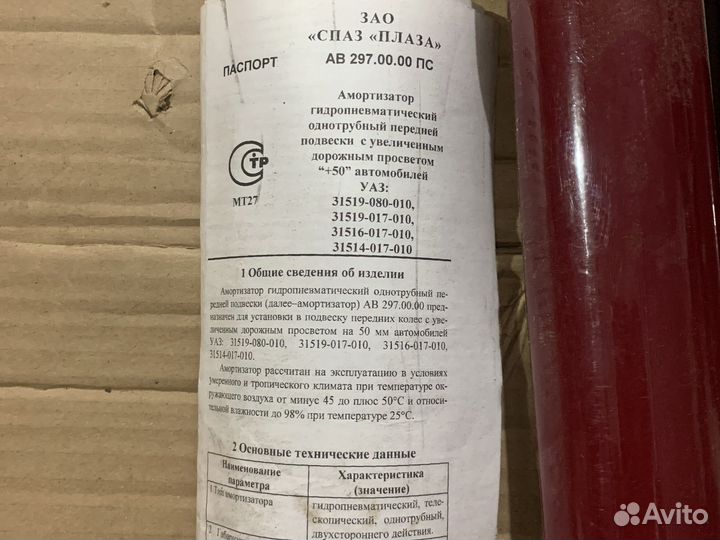 ЗАО
«СПАЗ «ПЛАЗА»
ПАСПОРТ АВ 297.00.00 ПС
Амортизатор
гидропневматический
однотрубный передней
подвески с увеличенным
дорожным просветом
“+50” автомобилей
УАЗ:
31519-080-010,
31519-017-010,
31516-017-010,
31514-017-010
СТР
МТ27
1 Общие сведения об изделии
Амортизатор гидропневматический однотрубный пе-
редней подвески (далее–амортизатор) АВ 297.00.00 пред-
назначен для установки в подвеску передних колес с уве-
личенным дорожным просветом на 50 мм автомобилей
УАЗ: 31519-080-010, 31519-017-010, 31516-017-010,
31514-017-010.
Амортизатор рассчитан на эксплуатацию в условиях
умеренного и тропического климата при температуре ок-
ружающего воздуха от минус 45 до плюс 50°С и относи-
тельной влажности до 98% при температуре 25°С.
2 Основные технические данные
Наименование
параметра
Характеристика
(значение)
1 Тип амортизатора
гидропневматический, теле-
скопический, однотрубный,
двухстороннего действия.
2
Avito